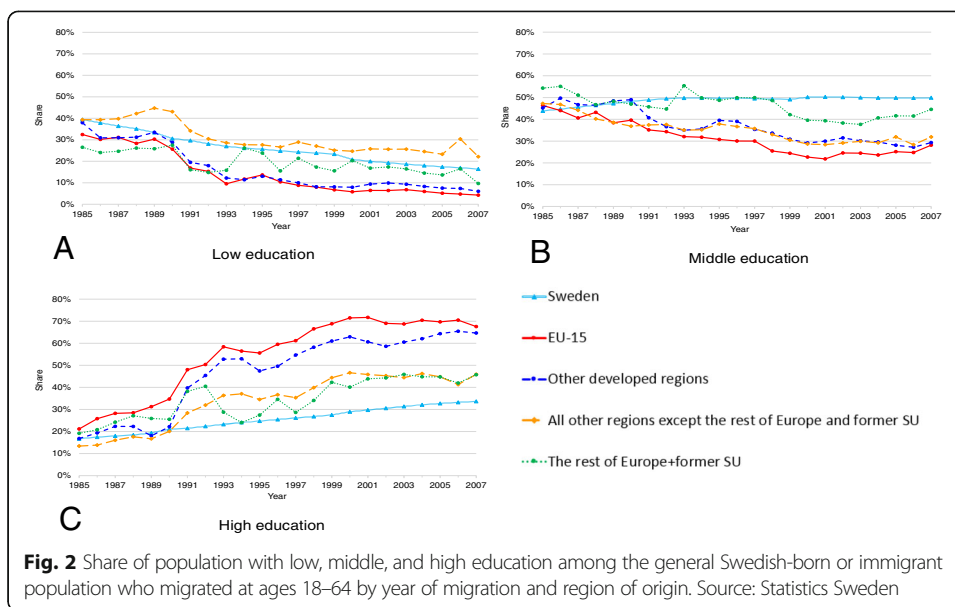 80%
70%
60%
50%
40%
30%
20%
10%
0%
Share
1985 1987 1989 1991 1993 1995 1997 1999 2001 2003 2005 2007
Year
A
Low education
80%
70%
60%
50%
40%
30%
20%
10%
0%
Share
1985 1987 1989 1991 1993 1995 1997 1999 2001 2003 2005 2007
Year
B
Middle education
80%
70%
60%
50%
40%
30%
20%
10%
0%
Share
1985 1987 1989 1991 1993 1995 1997 1999 2001 2003 2005 2007
Year
C
High education
Sweden
EU-15
Other developed regions
All other regions except the rest of Europe and former SU
The rest of Europe+former SU
Fig. 2 Share of population with low, middle, and high education among the general Swedish-born or immigrant
population who migrated at ages 18–64 by year of migration and region of origin. Source: Statistics Sweden